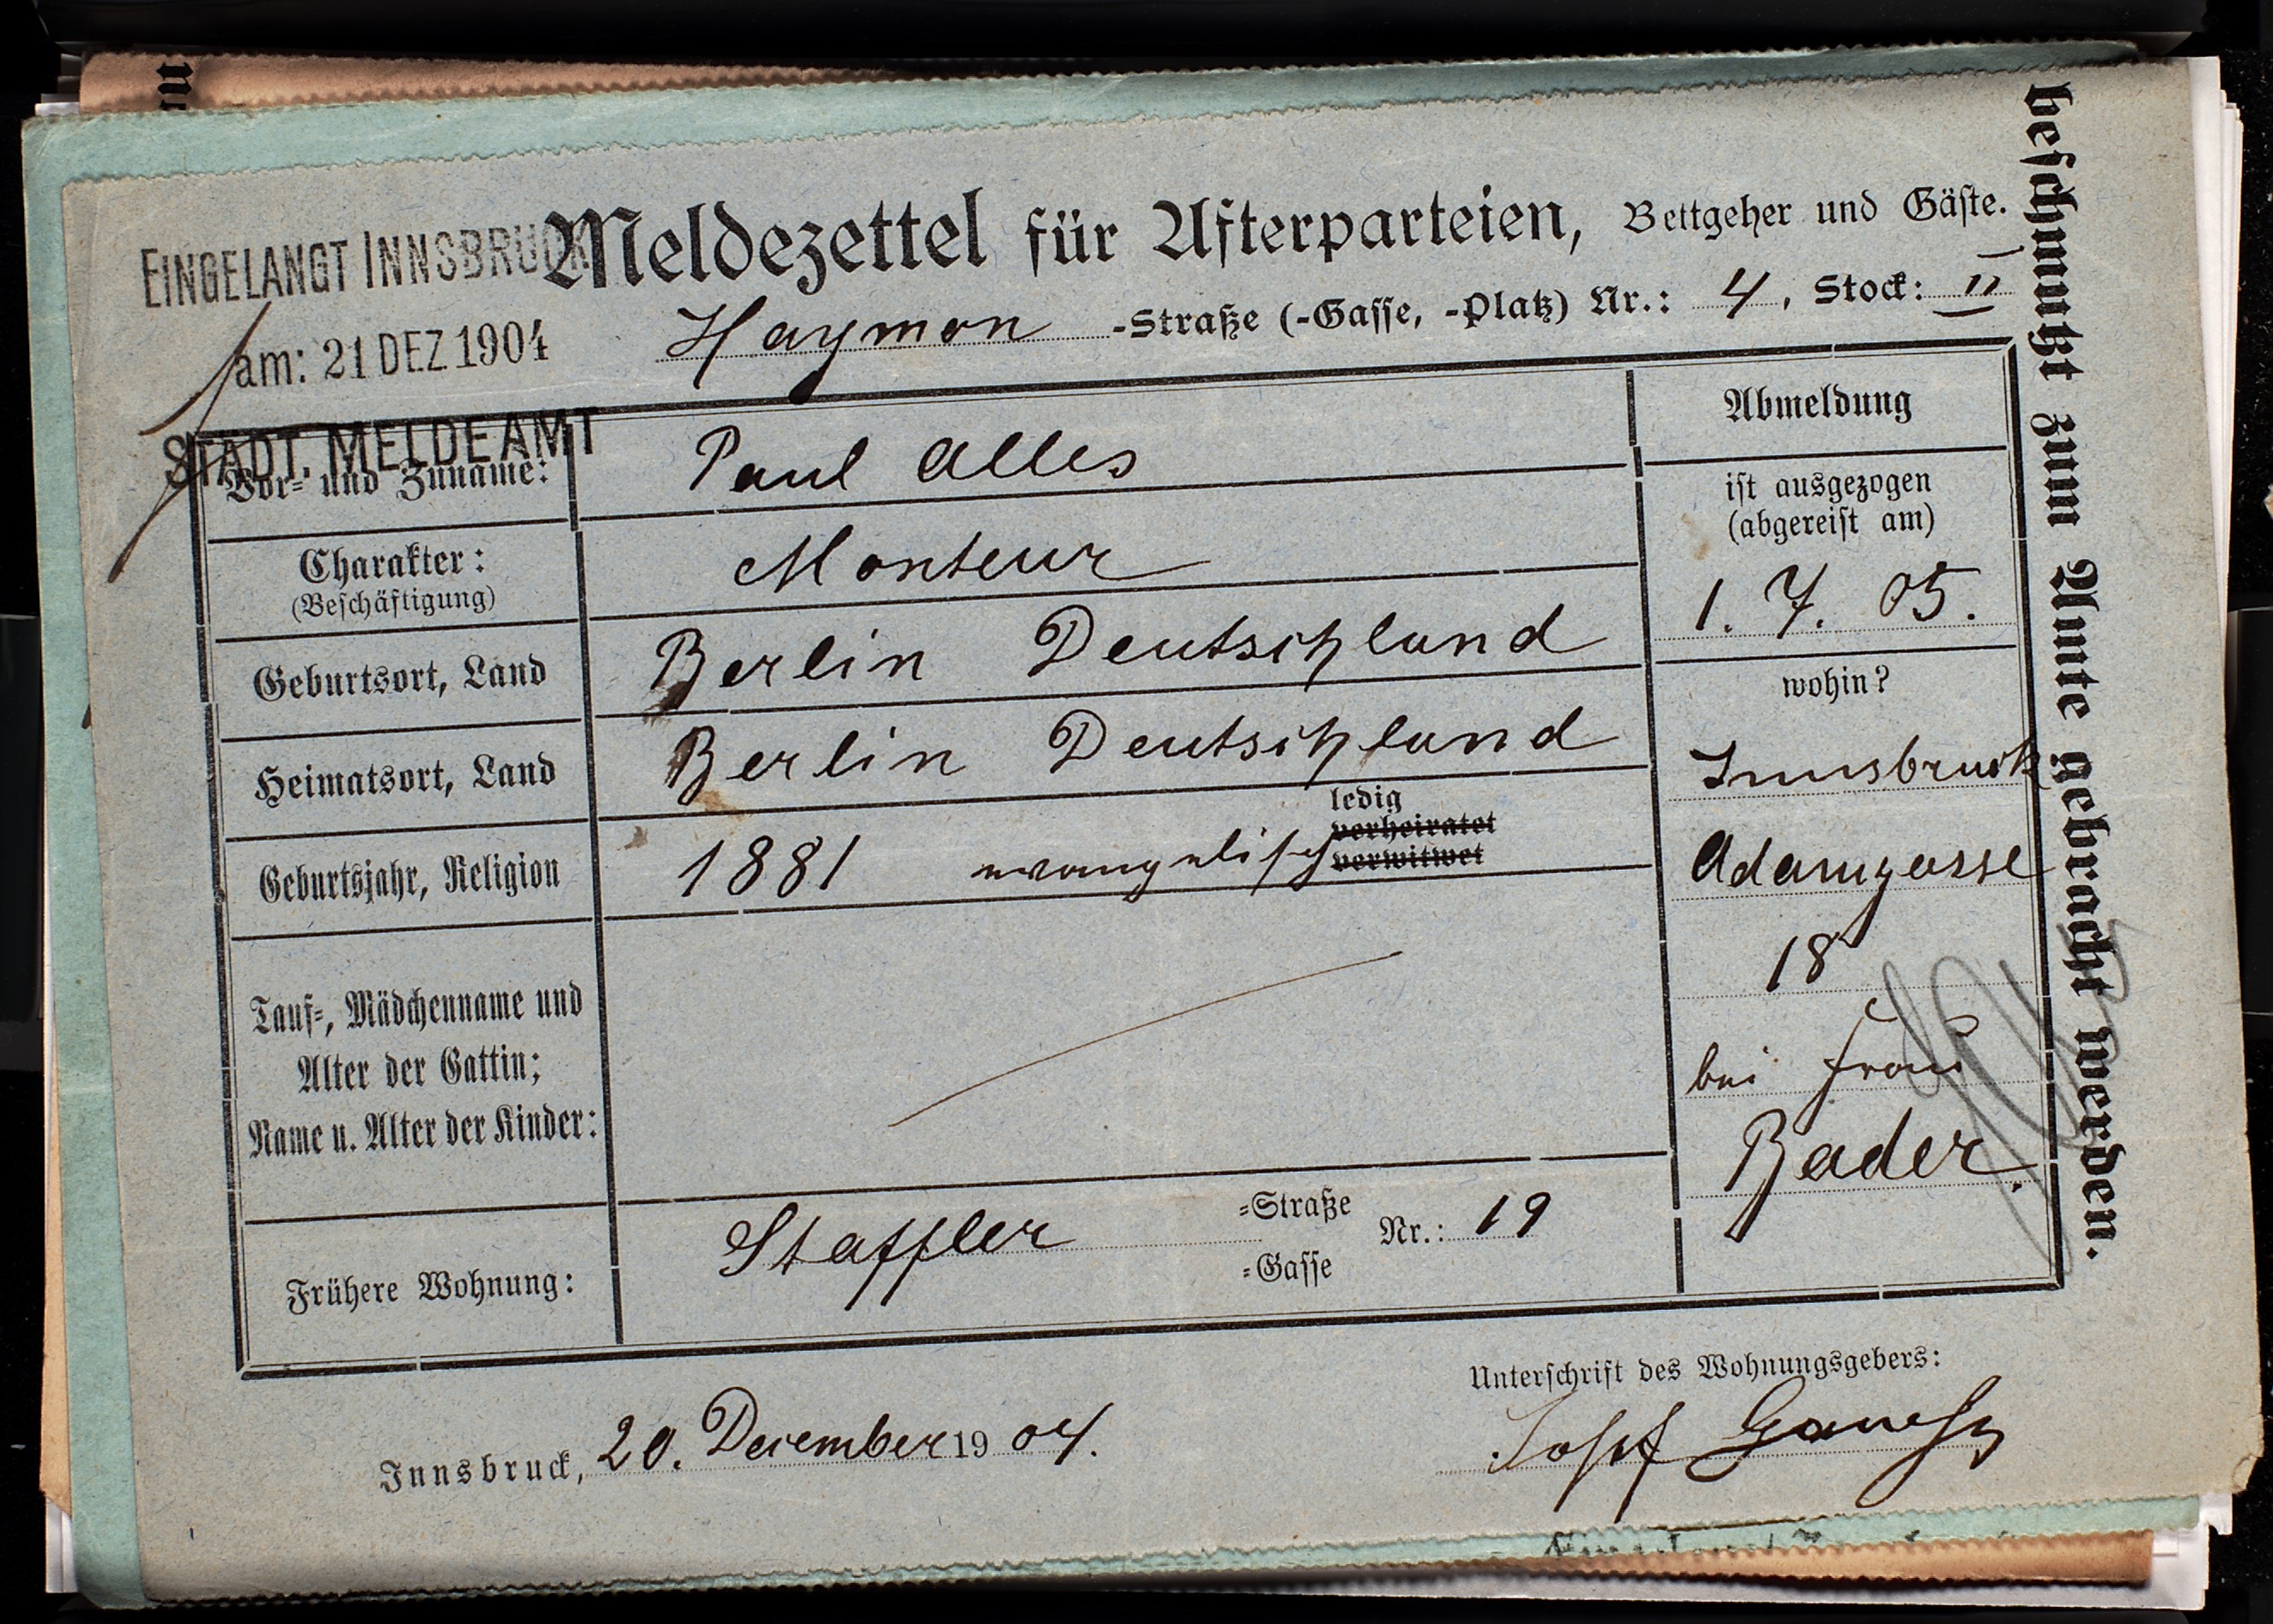 EINGELANGT INNSBRUCK
am: 21 DEZ 1904
STADT. MELDEAMT
Meldezettel für Afterparteien, Bettgeher und Gäste.
Haymon -Straße (-Gasse, -Platz) Nr.: 4, Stock: II
Vor- und Zuname: Paul Alles
Charakter: (Beschäftigung) Monteur
Geburtsort, Land Berlin Deutschland
Heimatsort, Land Berlin Deutschland
Geburtsjahr, Religion 1881 evangelisch
ledig
verheiratet
verwitwet
Tauf-, Mädchenname und
Alter der Gattin;
Name u. Alter der Kinder:
Frühere Wohnung: Staffler -Straße -Gasse Nr.: 19
Abmeldung
ist ausgezogen
(abgereist am)
1. 7. 05.
wohin?
Innsbruck
Adamgasse
18
bei Frau
Bader.
Innsbruck, 20. December 1904.
Unterschrift des Wohnungsgebers:
Josef
beschmutzt zum Amte gebracht werden.